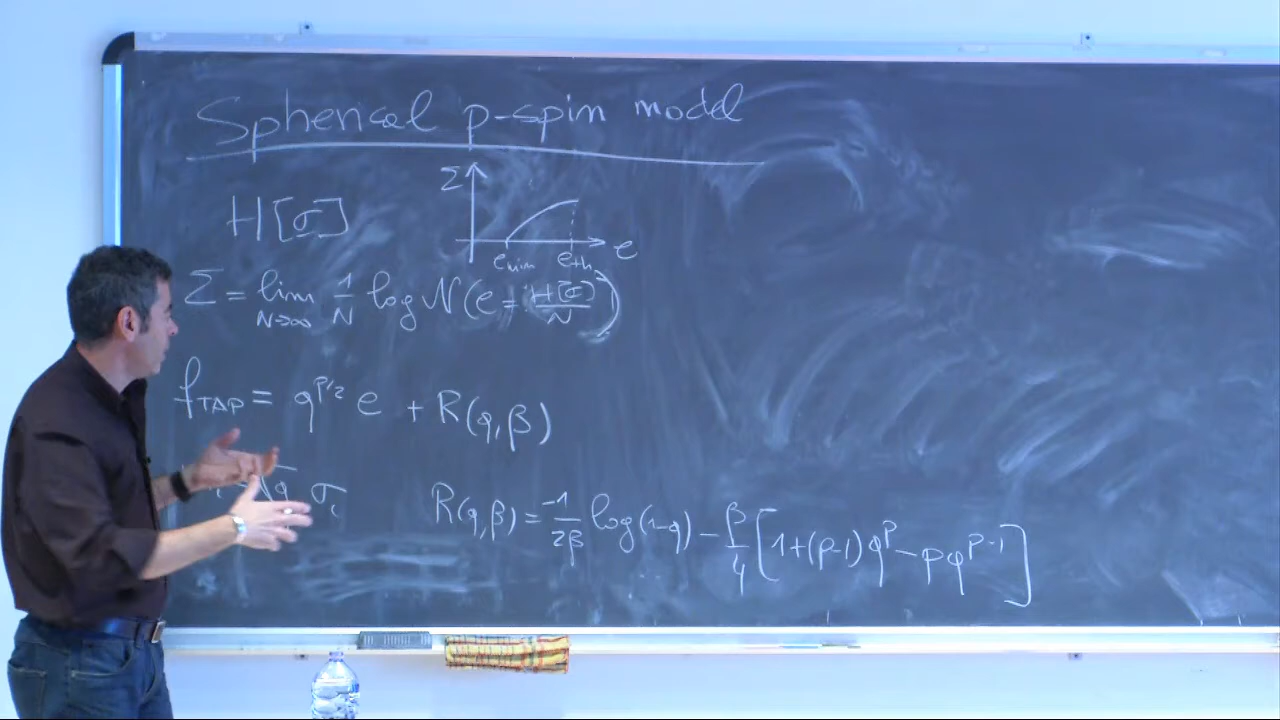 Spherical p-spin model
H[σ]
Σ
e
e_min e_th
Σ = lim_{N→∞} 1/N log 𝒩(e = H[σ]/N)
f_TAP = q^{p/2} e + R(q,β)
= √q σ_i
R(q,β) = -1/2β log(1-q) - β/4 [1+(p-1)q^p - pq^{p-1}]